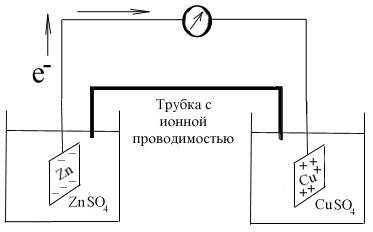 e⁻
Трубка с
ионной
проводимостью
Zn
ZnSO₄
Cu
CuSO₄